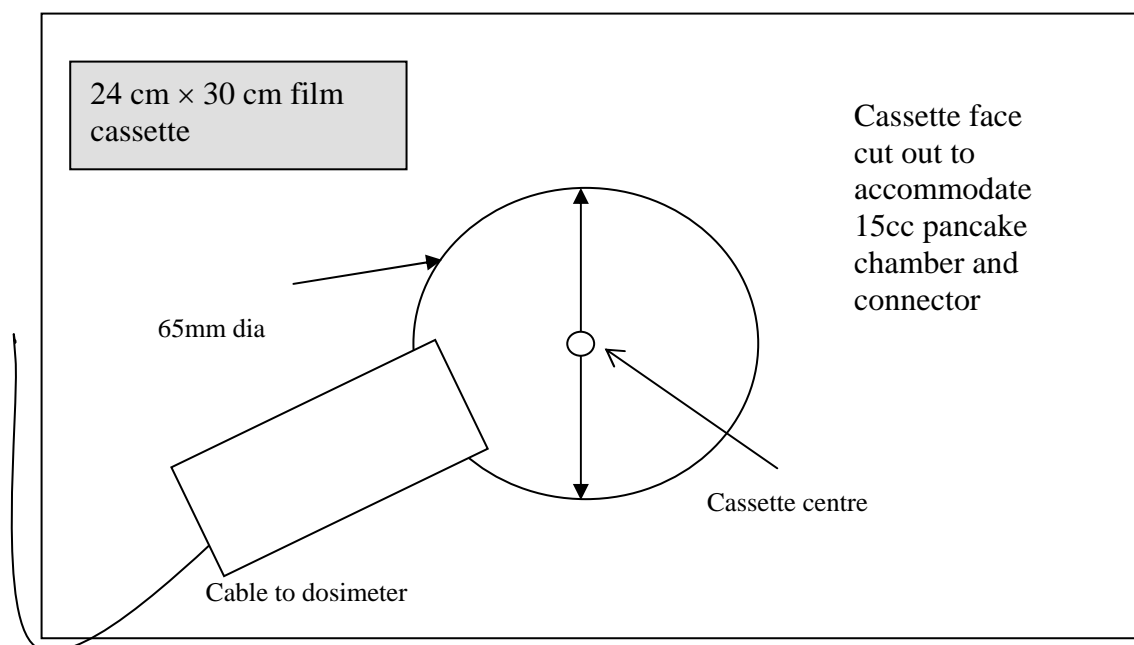 24 cm × 30 cm film
cassette
Cassette face
cut out to
accommodate
15cc pancake
chamber and
connector
65mm dia
Cassette centre
Cable to dosimeter